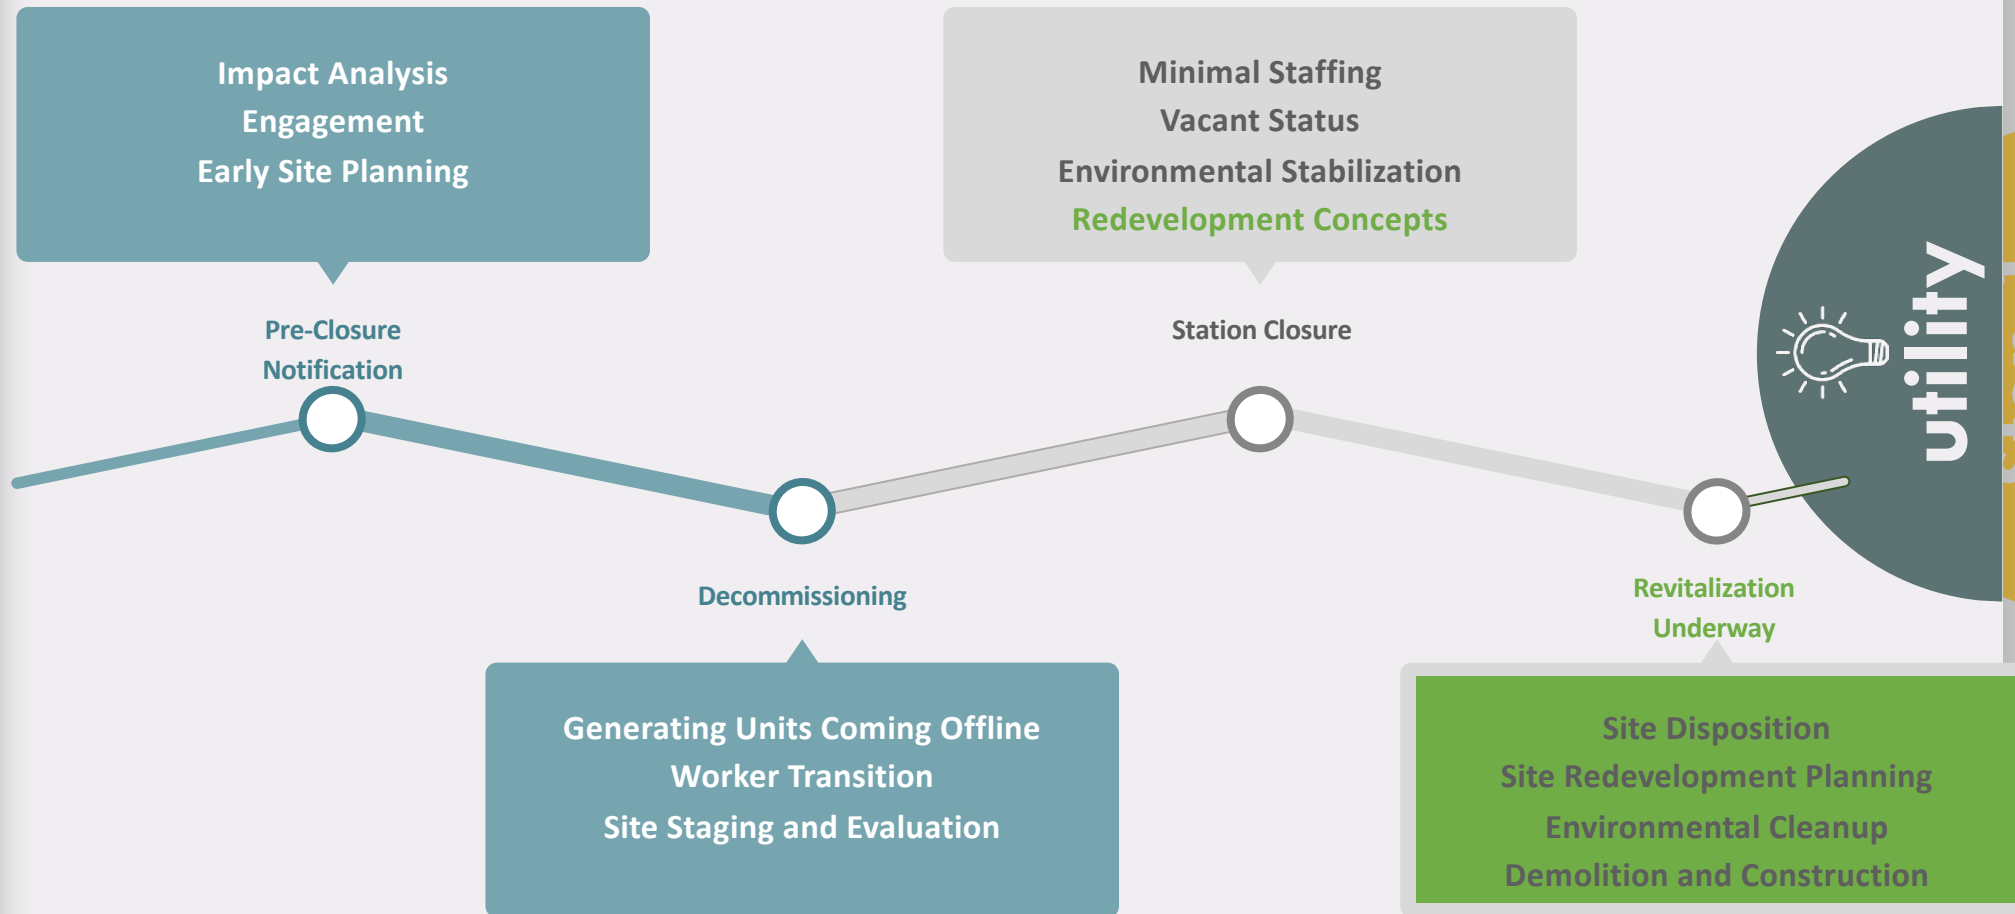 Impact Analysis
Engagement
Early Site Planning
Minimal Staffing
Vacant Status
Environmental Stabilization
Redevelopment Concepts
Pre-Closure
Notification
Station Closure
utility
Decommissioning
Revitalization
Underway
Generating Units Coming Offline
Worker Transition
Site Staging and Evaluation
Site Disposition
Site Redevelopment Planning
Environmental Cleanup
Demolition and Construction